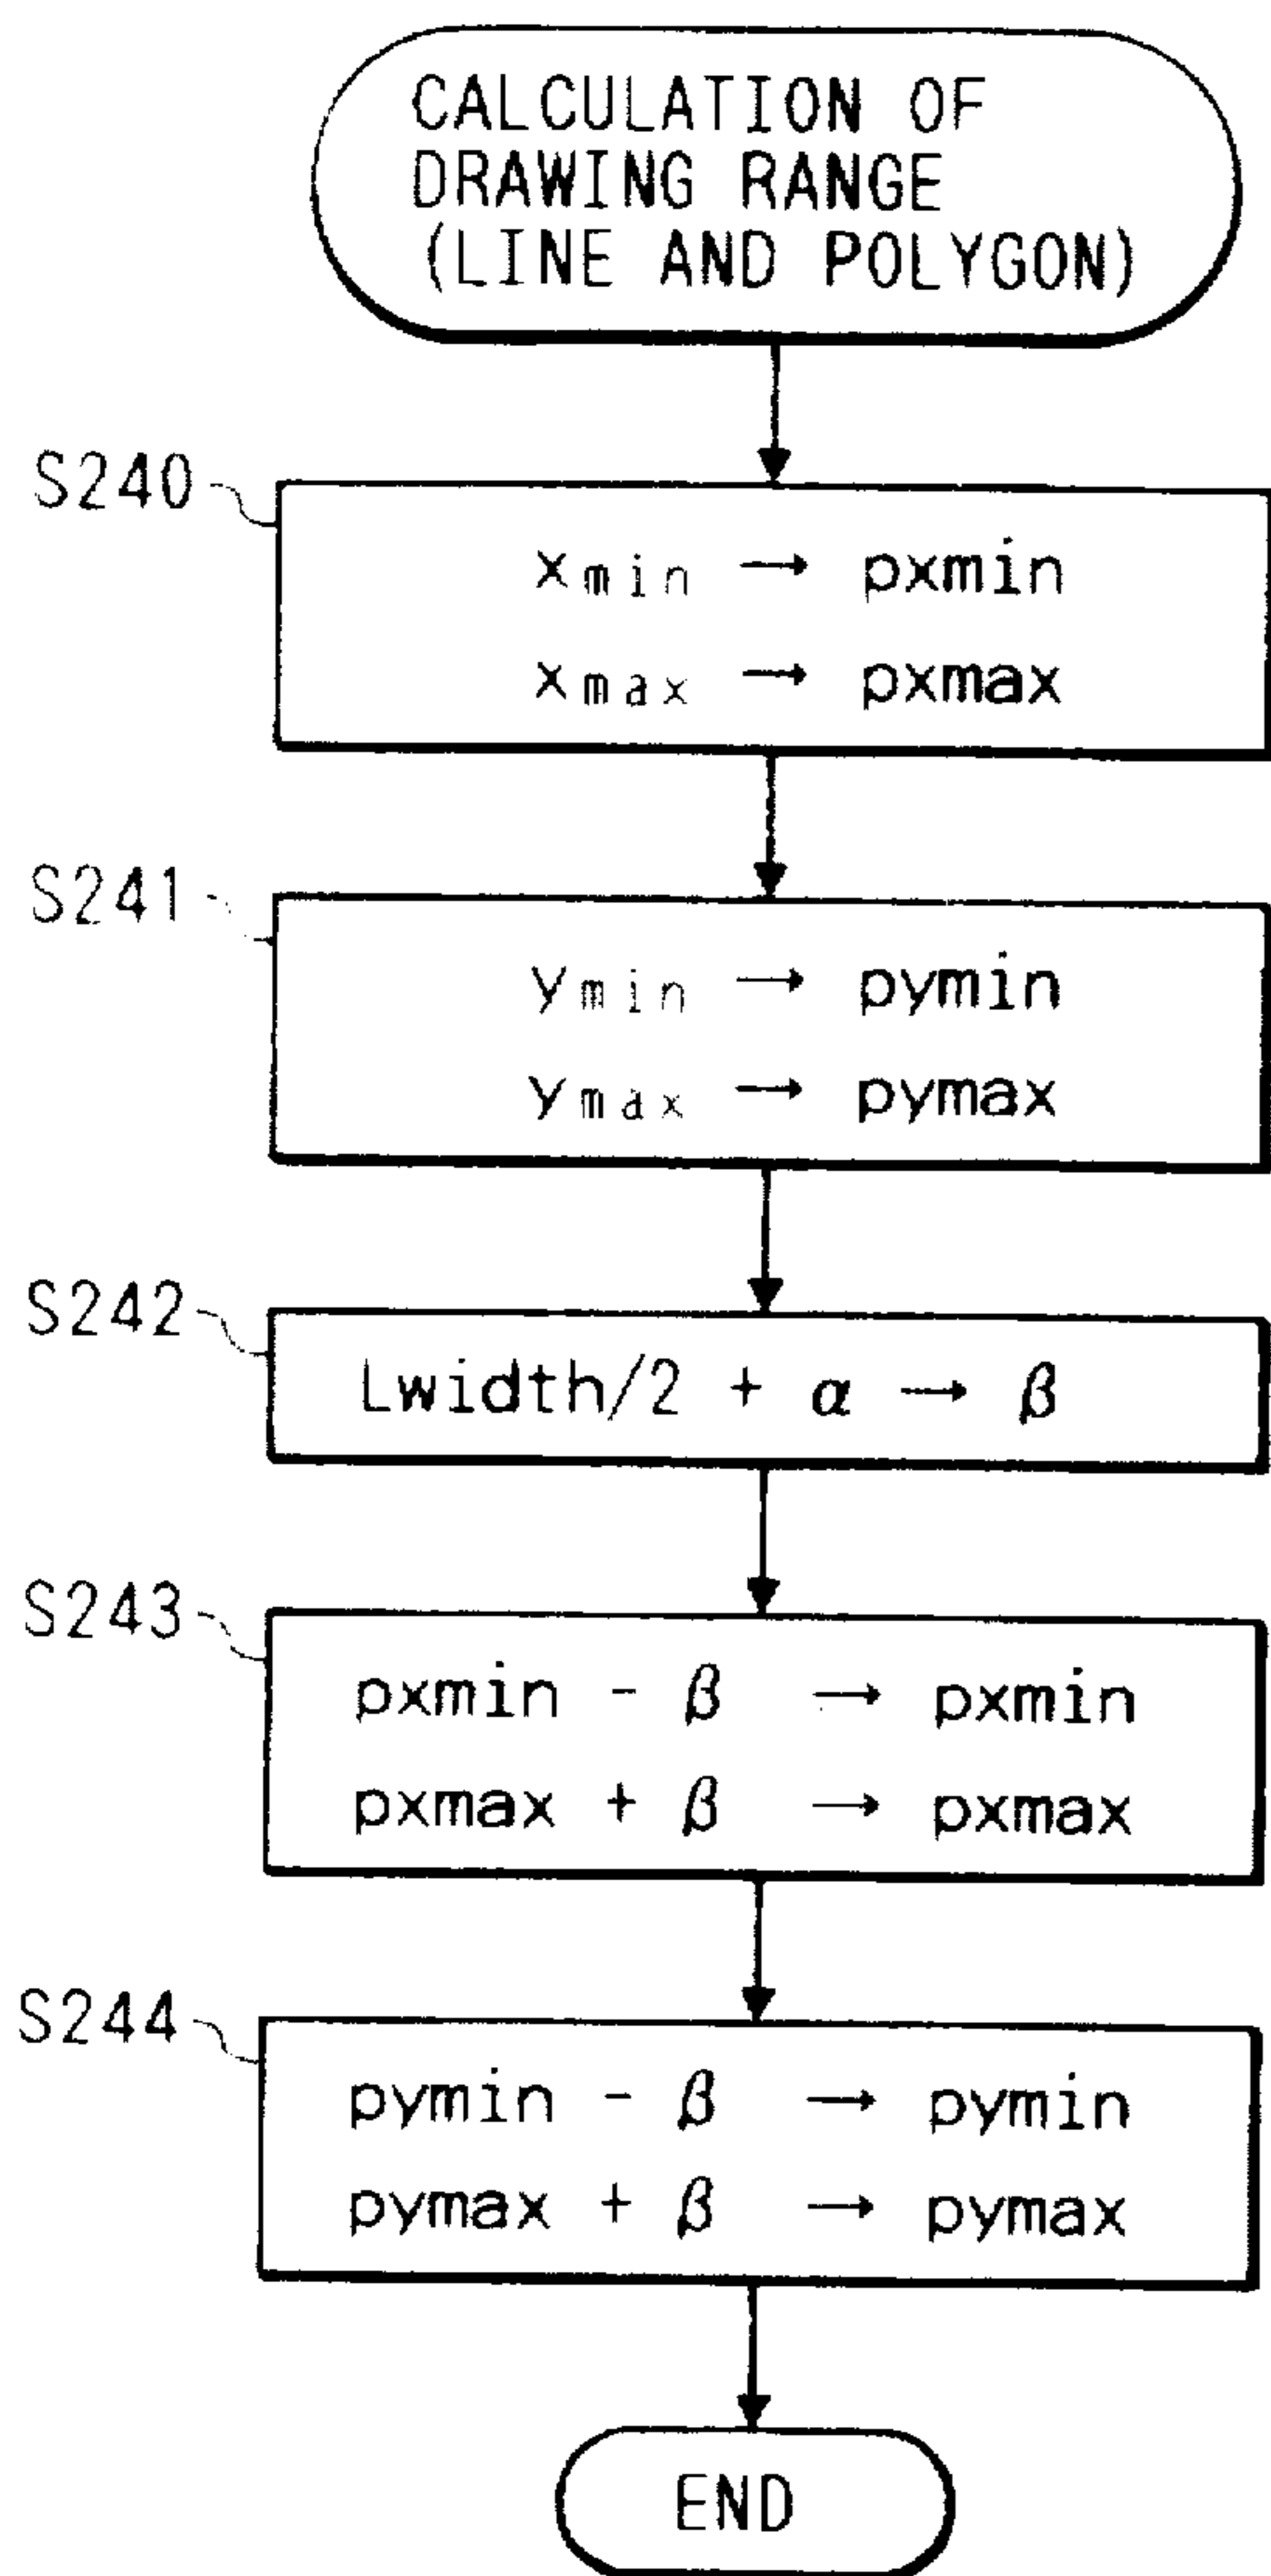 CALCULATION OF
DRAWING RANGE
(LINE AND POLYGON)
S240
xmin → pxmin
xmax → pxmax
S241
ymin → pymin
ymax → pymax
S242
Lwidth/2 + α → β
S243
pxmin - β → pxmin
pxmax + β → pxmax
S244
pymin - β → pymin
pymax + β → pymax
END